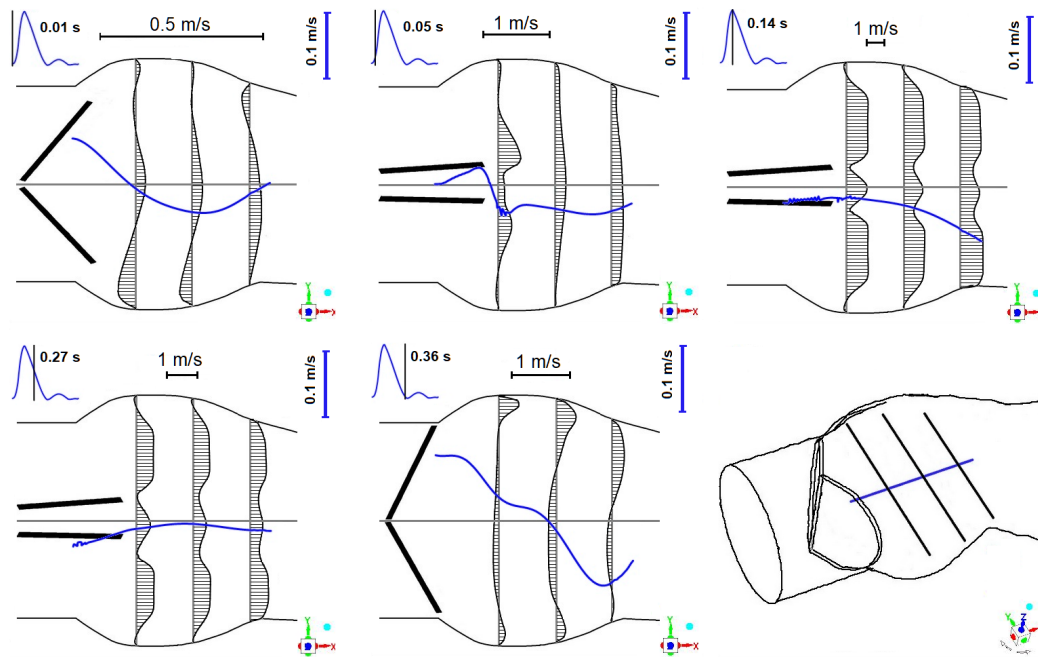 0.01 s
0.5 m/s
0.1 m/s
Y
X
0.05 s
1 m/s
0.1 m/s
Y
X
0.14 s
1 m/s
0.1 m/s
Y
X
0.27 s
1 m/s
0.1 m/s
Y
X
0.36 s
1 m/s
0.1 m/s
Y
X
Y
Z